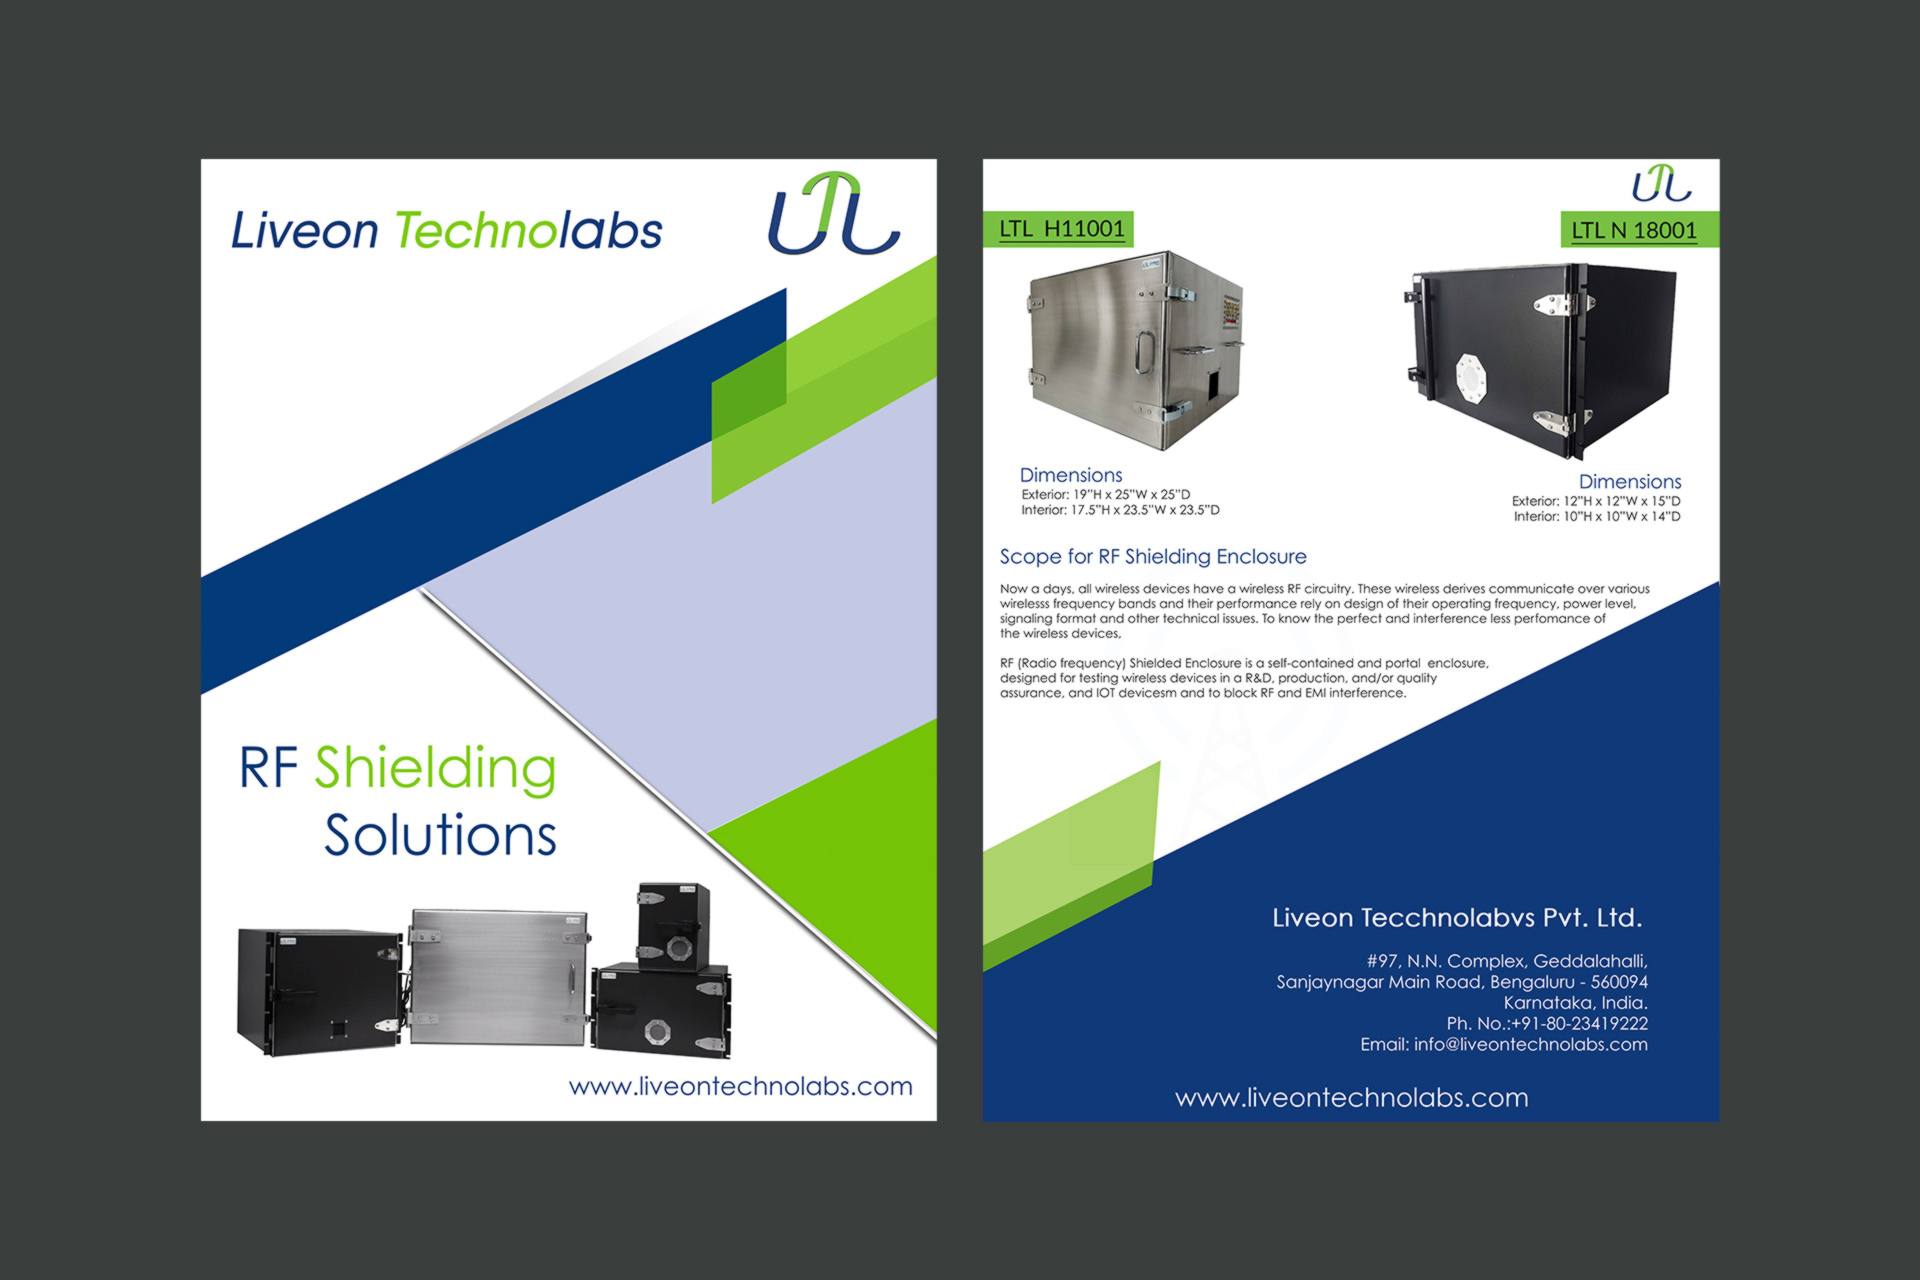 Liveon Technolabs
LTL
RF Shielding
Solutions
www.liveontechnolabs.com
LTL
LTL H11001
LTL N 18001
Dimensions
Exterior: 19"H x 25"W x 25"D
Interior: 17.5"H x 23.5"W x 23.5"D
Dimensions
Exterior: 12"H x 12"W x 15"D
Interior: 10"H x 10"W x 14"D
Scope for RF Shielding Enclosure
Now a days, all wireless devices have a wireless RF circuitry. These wireless derives communicate over various
wirelesss frequency bands and their performance rely on design of their operating frequency, power level,
signaling format and other technical issues. To know the perfect and interference less perfomance of
the wireless devices,
RF (Radio frequency) Shielded Enclosure is a self-contained and portal enclosure,
designed for testing wireless devices in a R&D, production, and/or quality
assurance, and IOT devicesm and to block RF and EMI interference.
Liveon Tecchnolabvs Pvt. Ltd.
#97, N.N. Complex, Geddalahalli,
Sanjaynagar Main Road, Bengaluru - 560094
Karnataka, India.
Ph. No.:+91-80-23419222
Email: info@liveontechnolabs.com
www.liveontechnolabs.com